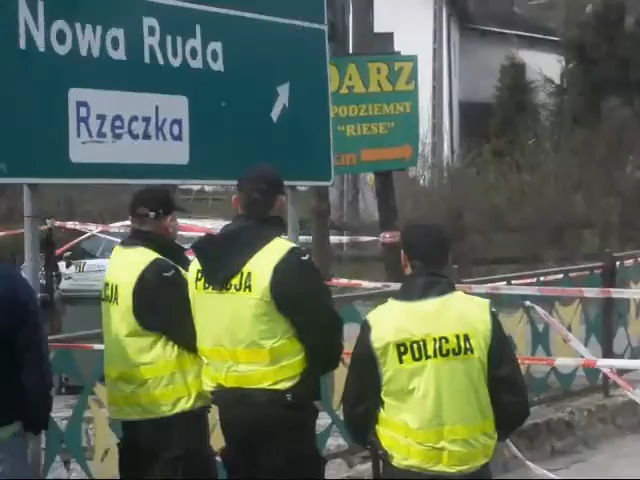 Nowa Ruda
Rzeczka
DARZ
PODZIEMNY
"RIESE"
POLICJA
POLICJA
POLICJA